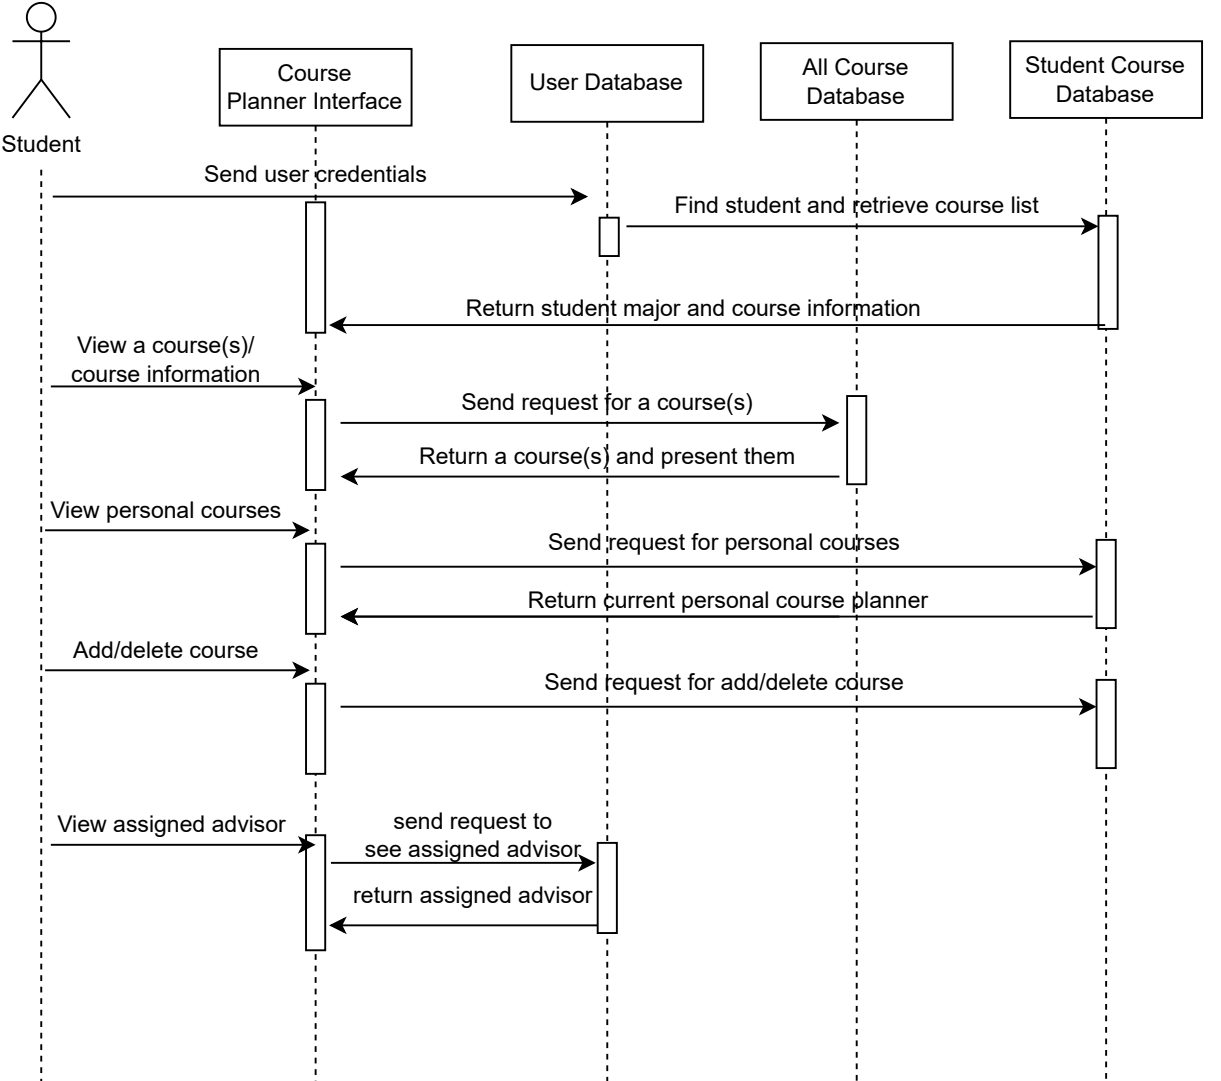 Student
Course
Planner Interface
User Database
All Course
Database
Student Course
Database
Send user credentials
Find student and retrieve course list
Return student major and course information
View a course(s)/
course information
Send request for a course(s)
Return a course(s) and present them
View personal courses
Send request for personal courses
Return current personal course planner
Add/delete course
Send request for add/delete course
View assigned advisor
send request to
see assigned advisor
return assigned advisor